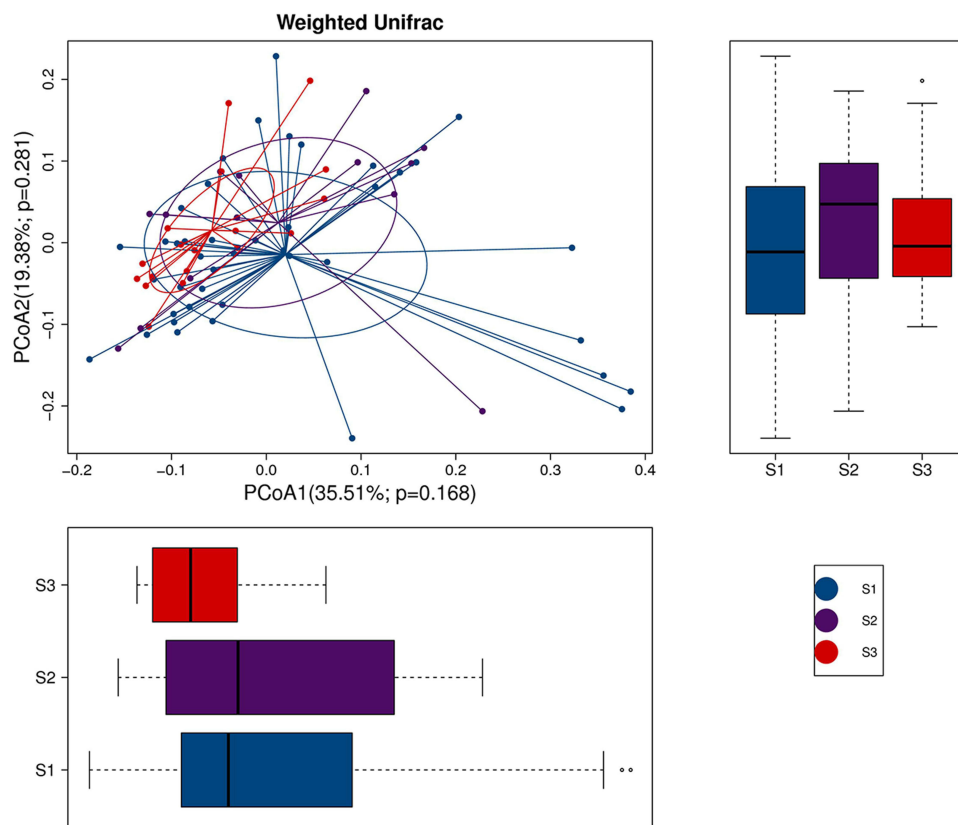 Weighted Unifrac
PCoA2(19.38%; p=0.281)
0.2
0.1
0.0
−0.1
−0.2
−0.2 −0.1 0.0 0.1 0.2 0.3 0.4
PCoA1(35.51%; p=0.168)
S1 S2 S3
S3
S2
S1
S1
S2
S3